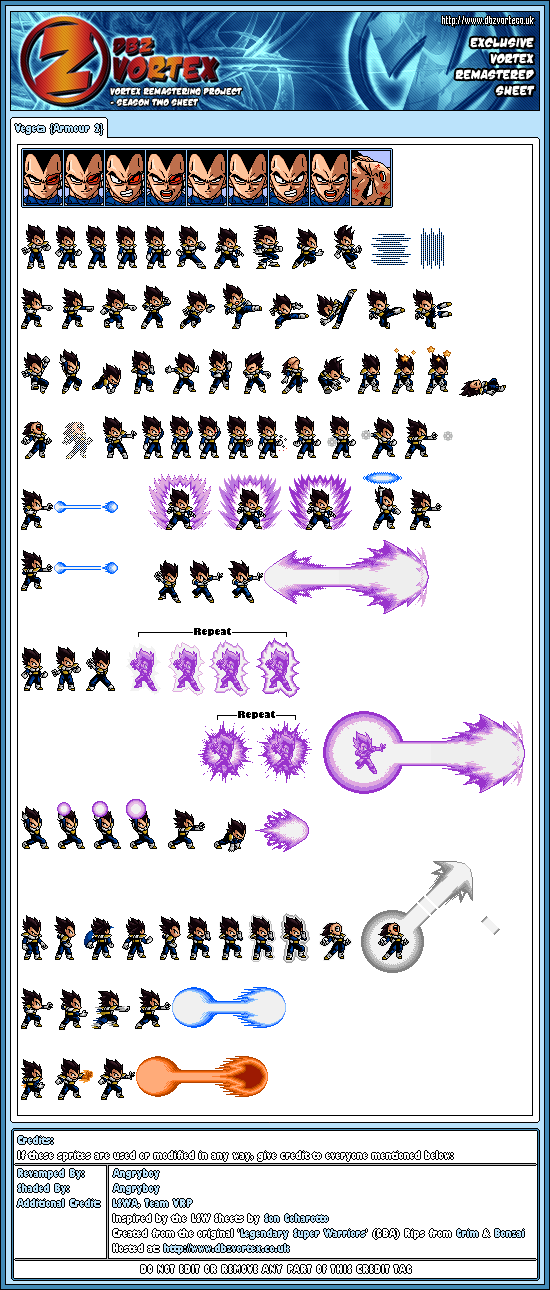 http://www.dbzvortex.co.uk
DBZ
VORTEX
VORTEX REMASTERING PROJECT
- SEASON TWO SHEET
EXCLUSIVE
VORTEX
REMASTERED
SHEET
Vegeta (Armour 2)
Repeat
Repeat
Credits:
If these sprites are used or modified in any way, give credit to everyone mentioned below:
Revamped By: Angryboy
Shaded By: Angryboy
Additional Credit: LSWA, Team VRP
Inspired by the LSW Sheets by Son Goharotto
Created from the original 'Legendary Super Warriors' (GBA) Rips from Grim & Bonzai
Hosted at: http://www.dbzvortex.co.uk
DO NOT EDIT OR REMOVE ANY PART OF THIS CREDIT TAG